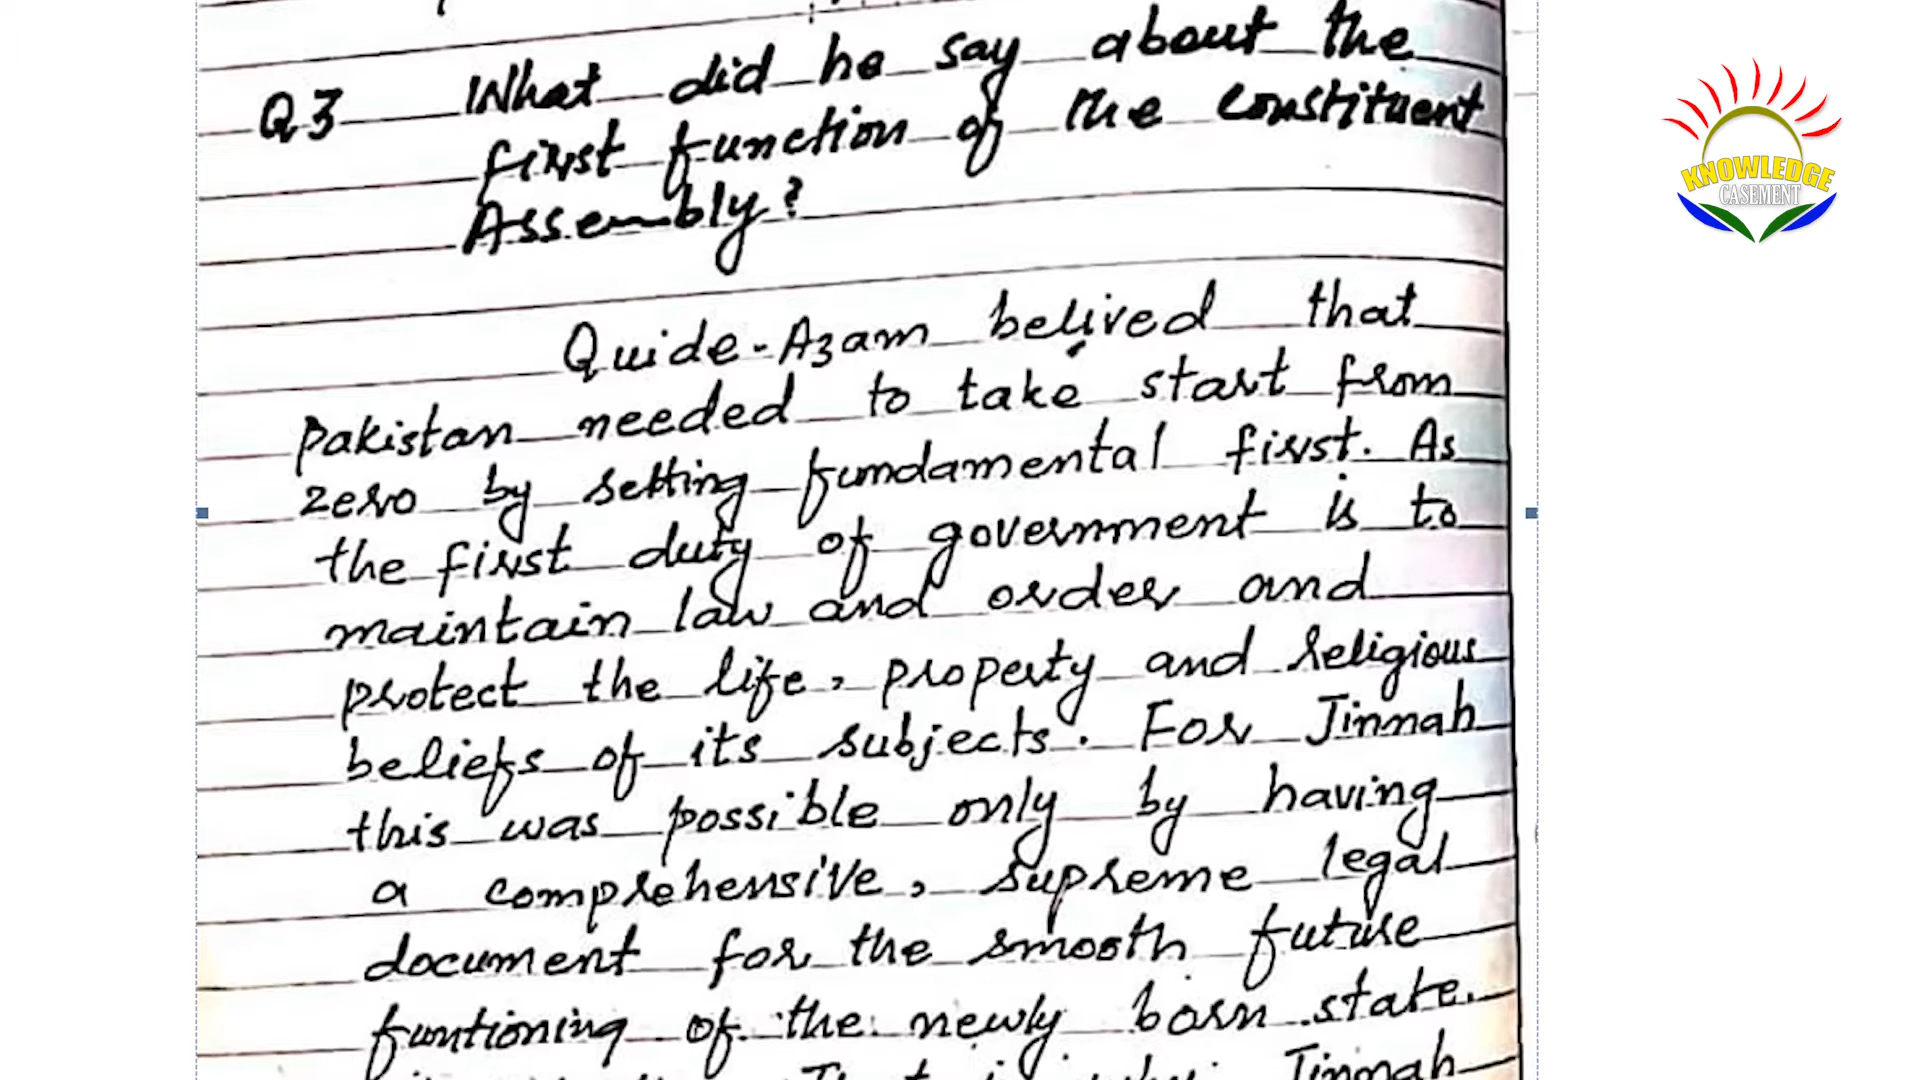 Q3 What did he say about the
first function of the constituent
Assembly?
Quide-Azam belived that
Pakistan needed to take start from
zero by setting fundamental first. As
the first duty of government is to
maintain law and order and
protect the life, property and religious
beliefs of its subjects. For Jinnah
this was possible only by having
a comprehensive, supreme legal
document for the smooth future
funtioning of the newly born state.
Jinnah
KNOWLEDGE
CASEMENT